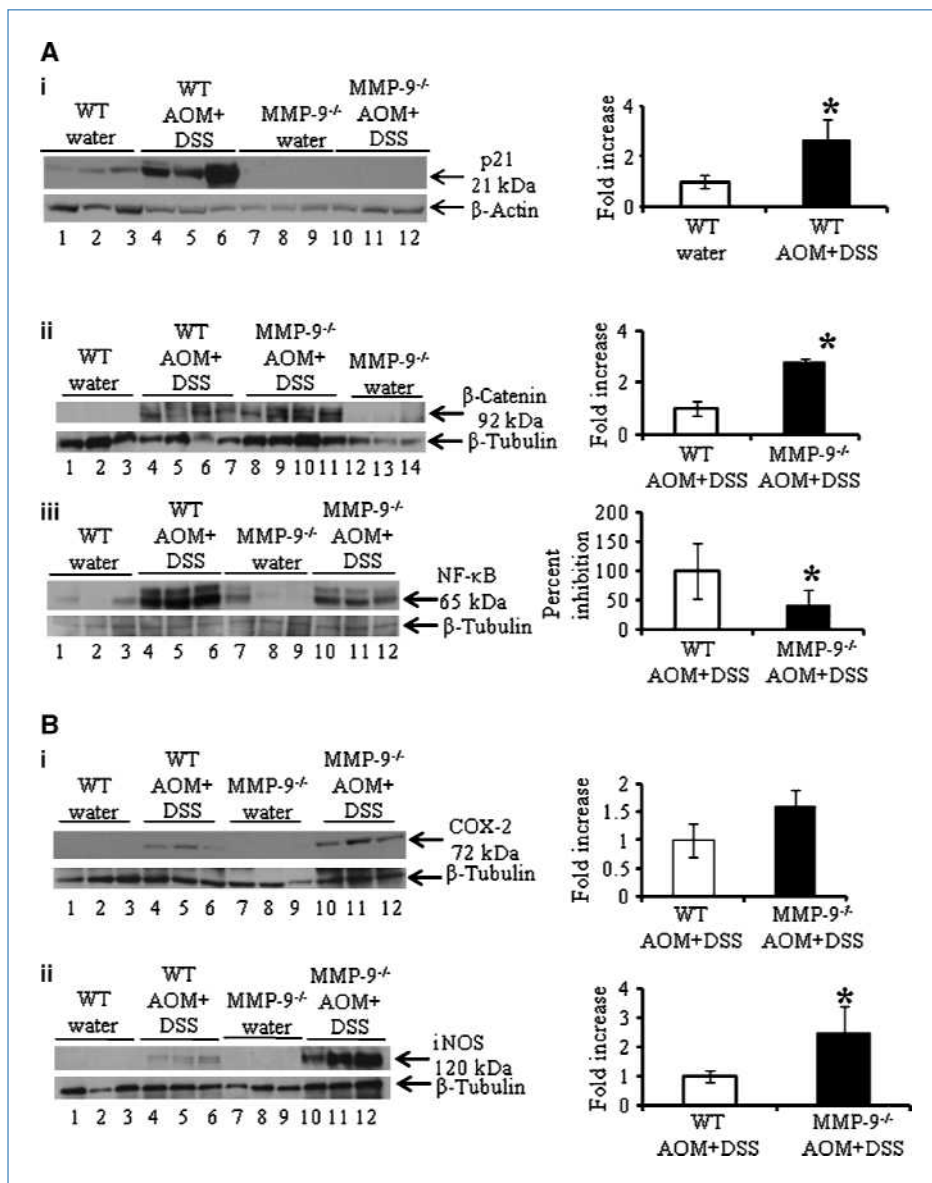 A
i
WT
water
WT
AOM+
DSS
MMP-9-/-
water
MMP-9-/-
AOM+
DSS
p21
21 kDa
β-Actin
1 2 3 4 5 6 7 8 9 10 11 12
Fold increase
4
2
0
*
WT
water
WT
AOM+DSS
ii
WT
water
WT
AOM+
DSS
MMP-9-/-
AOM+
DSS
MMP-9-/-
water
β-Catenin
92 kDa
β-Tubulin
1 2 3 4 5 6 7 8 9 10 11 12 13 14
Fold increase
4
2
0
*
WT
AOM+DSS
MMP-9-/-
AOM+DSS
iii
WT
water
WT
AOM+
DSS
MMP-9-/-
water
MMP-9-/-
AOM+
DSS
NF-κB
65 kDa
β-Tubulin
1 2 3 4 5 6 7 8 9 10 11 12
Percent
inhibition
200
150
100
50
0
*
WT
AOM+DSS
MMP-9-/-
AOM+DSS
B
i
WT
water
WT
AOM+
DSS
MMP-9-/-
water
MMP-9-/-
AOM+
DSS
COX-2
72 kDa
β-Tubulin
1 2 3 4 5 6 7 8 9 10 11 12
Fold increase
2
1.5
1
0.5
0
WT
AOM+DSS
MMP-9-/-
AOM+DSS
ii
WT
water
WT
AOM+
DSS
MMP-9-/-
water
MMP-9-/-
AOM+
DSS
iNOS
120 kDa
β-Tubulin
1 2 3 4 5 6 7 8 9 10 11 12
Fold increase
4
3
2
1
0
*
WT
AOM+DSS
MMP-9-/-
AOM+DSS